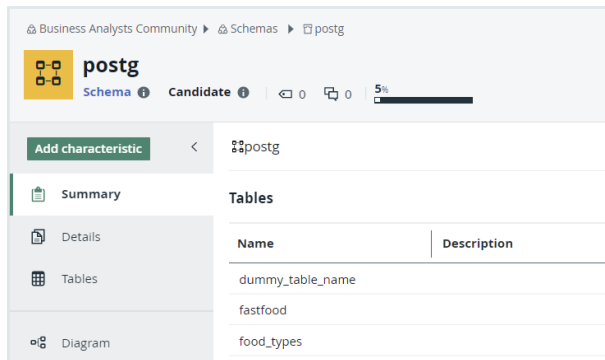 Business Analysts Community Schemas postg
postg
Schema Candidate 0 0 5%
Add characteristic
postg
Summary
Tables
Details
Name Description
Tables
dummy_table_name
fastfood
Diagram
food_types